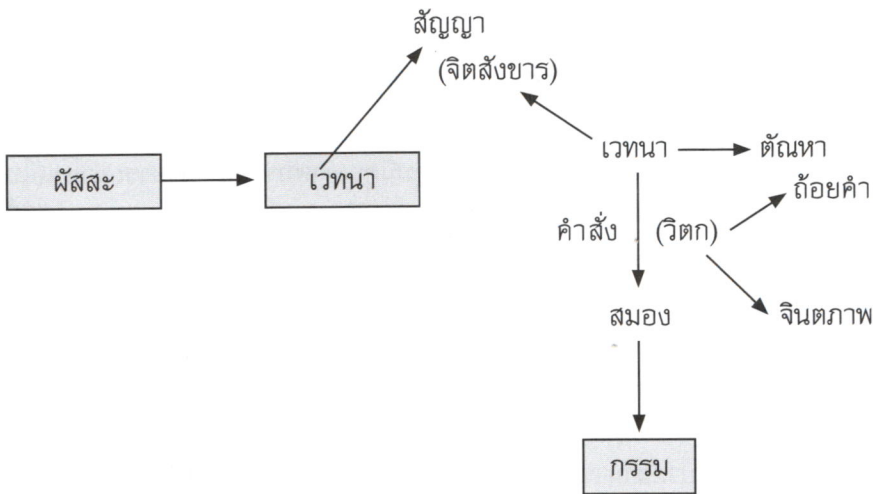 สัญญา
(จิตสังขาร)
ผัสสะ
เวทนา
เวทนา
ตัณหา
ถ้อยคำ
คำสั่ง
(วิตก)
สมอง
จินตภาพ
กรรม